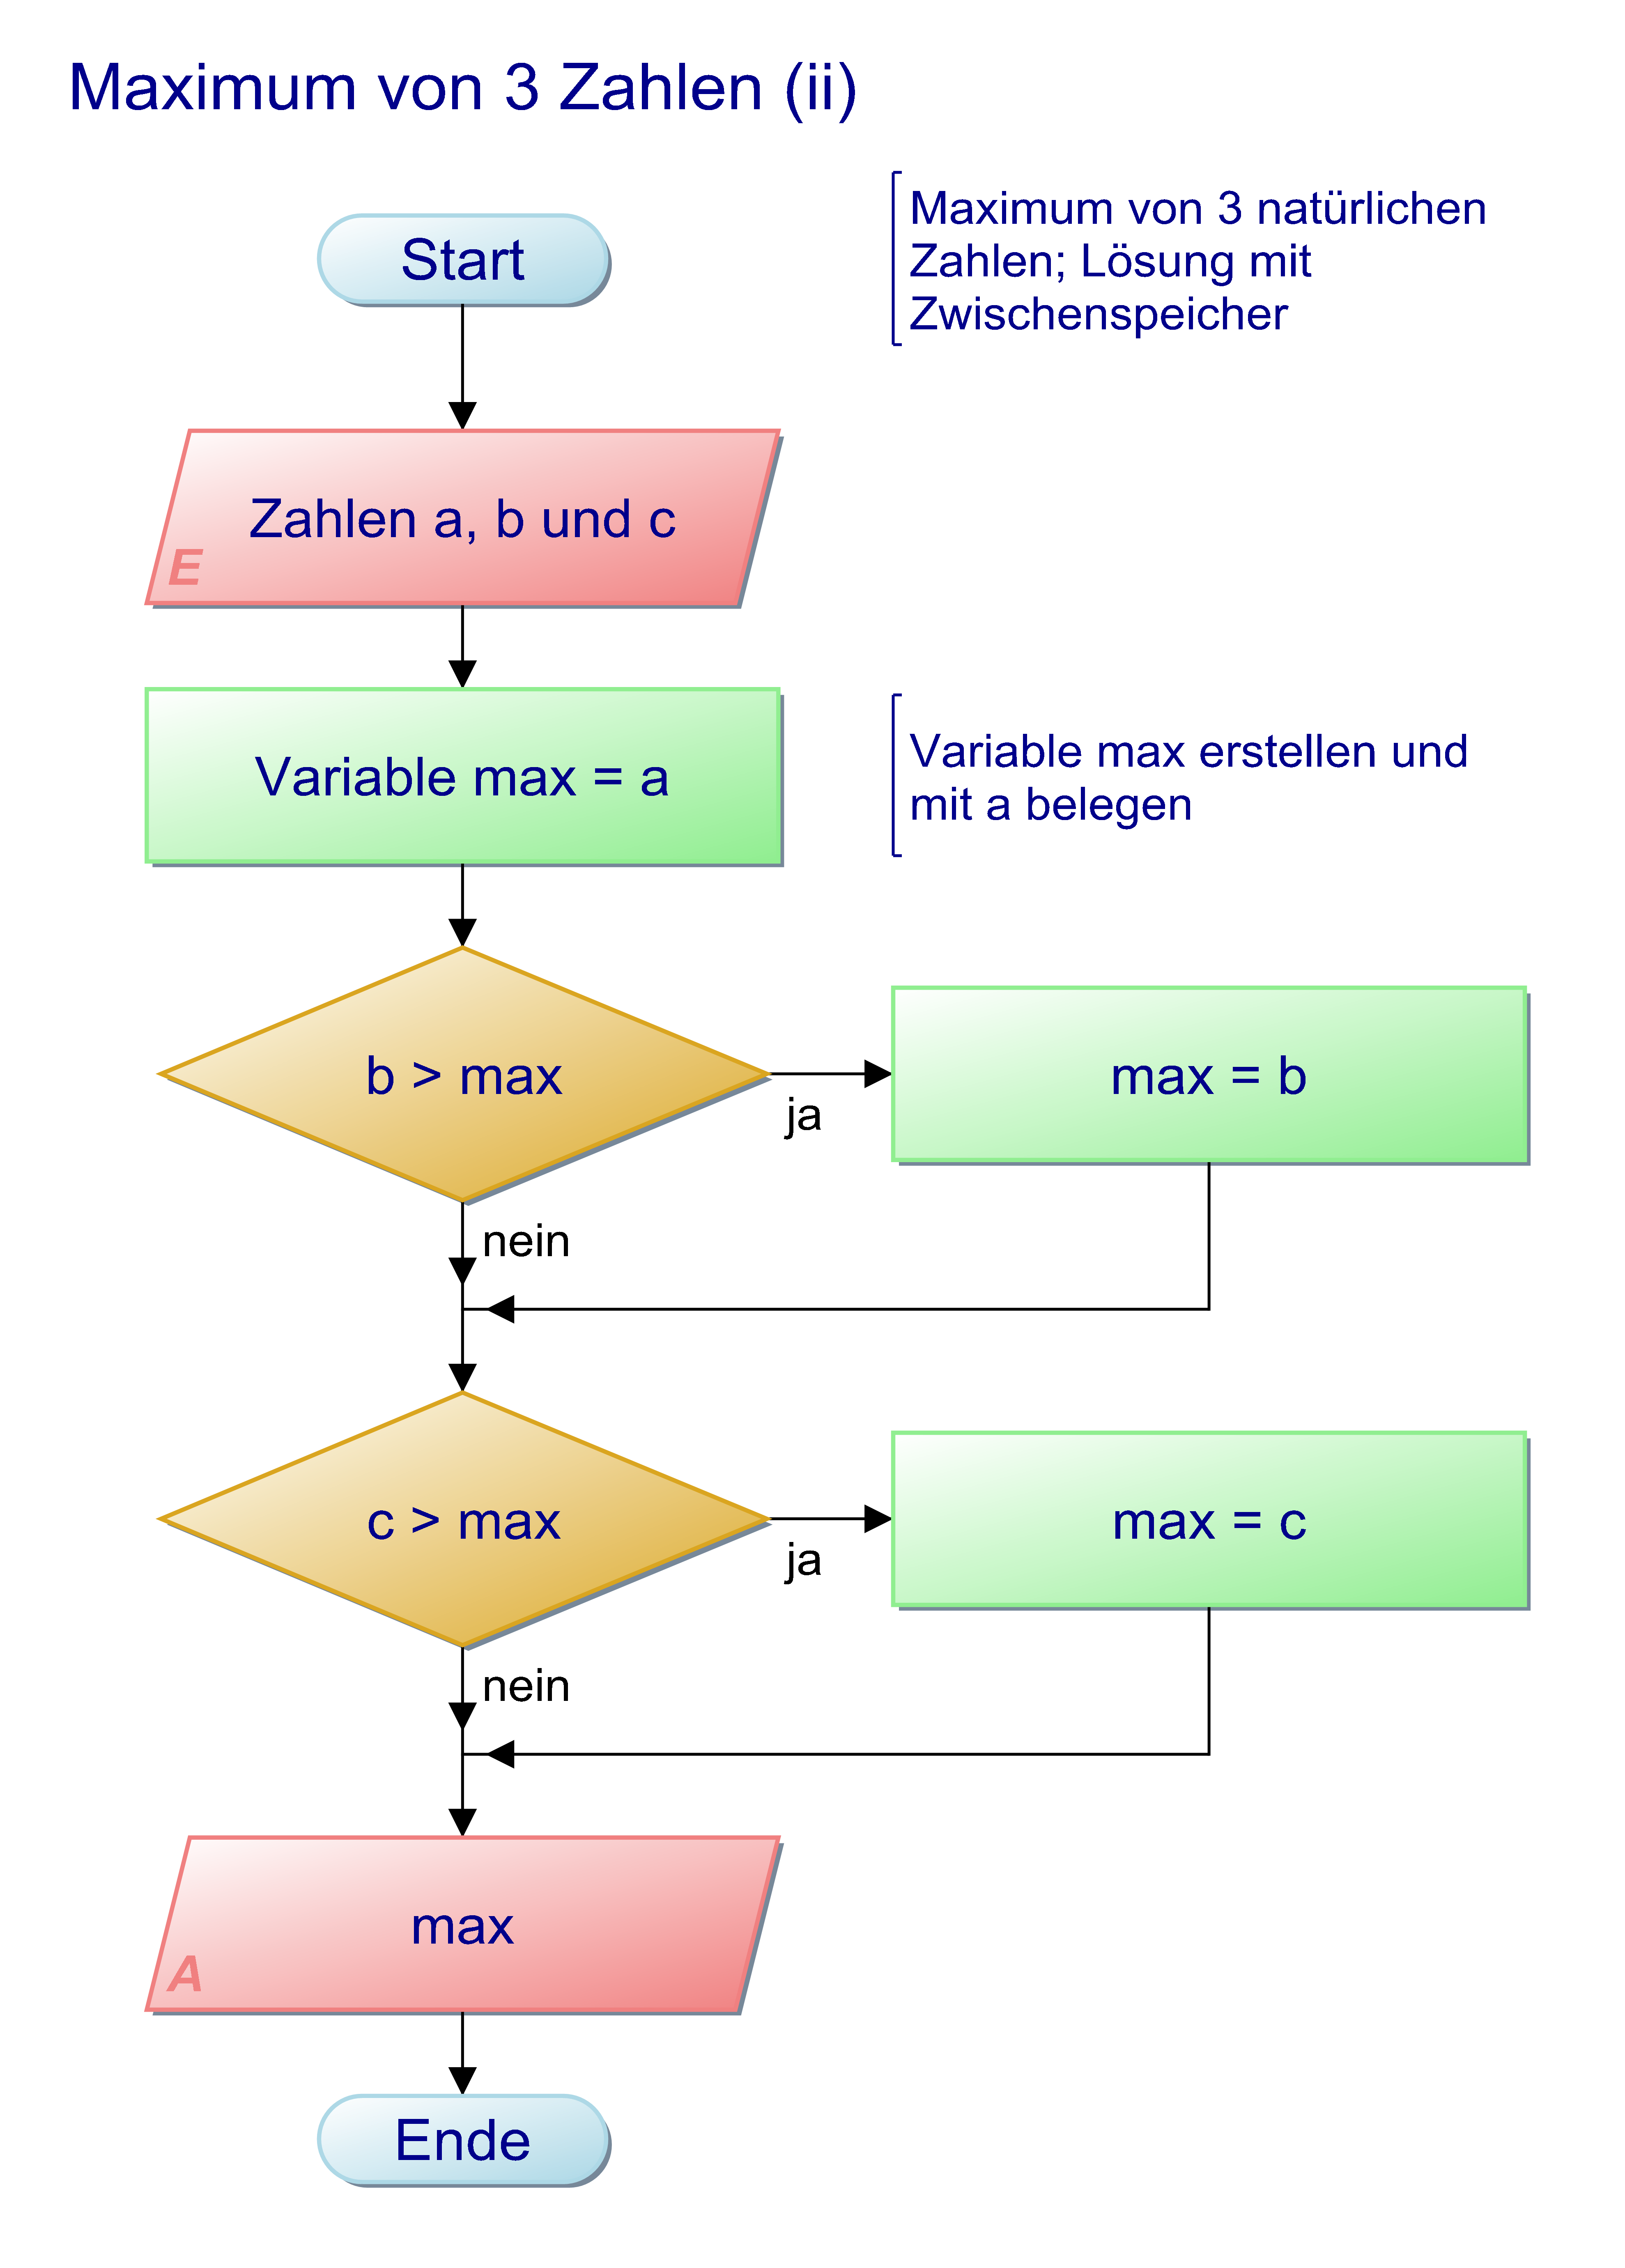 Maximum von 3 Zahlen (ii)
Maximum von 3 natürlichen
Zahlen; Lösung mit
Zwischenspeicher
Start
Zahlen a, b und c
E
Variable max = a
Variable max erstellen und
mit a belegen
b > max
ja
max = b
nein
c > max
ja
max = c
nein
max
A
Ende